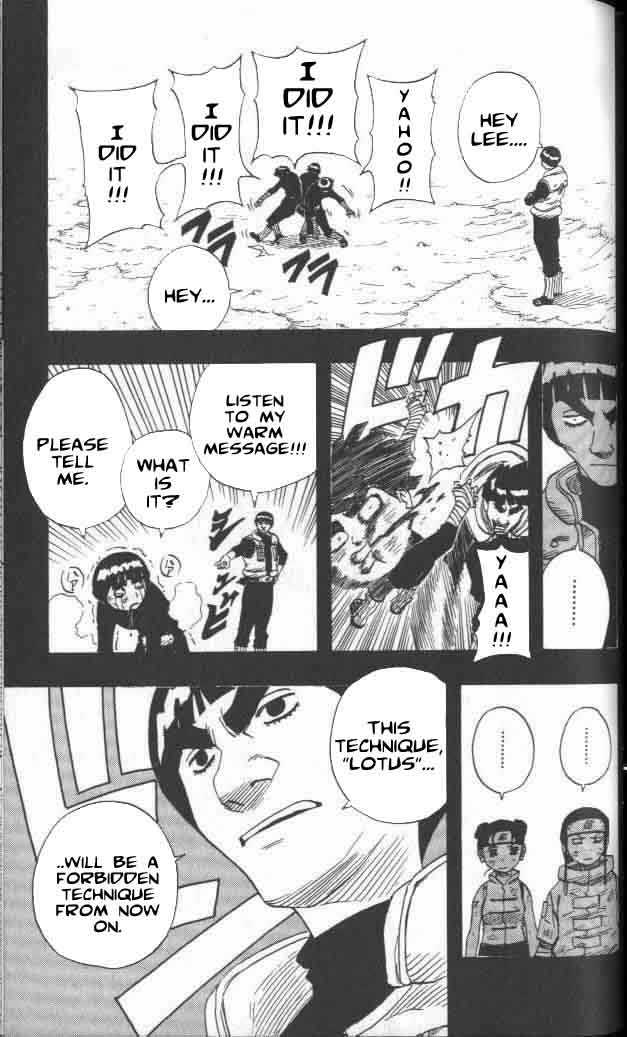 HEY
LEE....
YAHOO!!
I
DID
IT!!!
I
DID
IT!!!
I
DID
IT!!!
HEY...
.........
YAAA!!!
LISTEN
TO MY
WARM
MESSAGE!!!
WHAT
IS
IT?
PLEASE
TELL
ME.
........
........
THIS
TECHNIQUE,
"LOTUS"...
..WILL BE A
FORBIDDEN
TECHNIQUE
FROM NOW
ON.